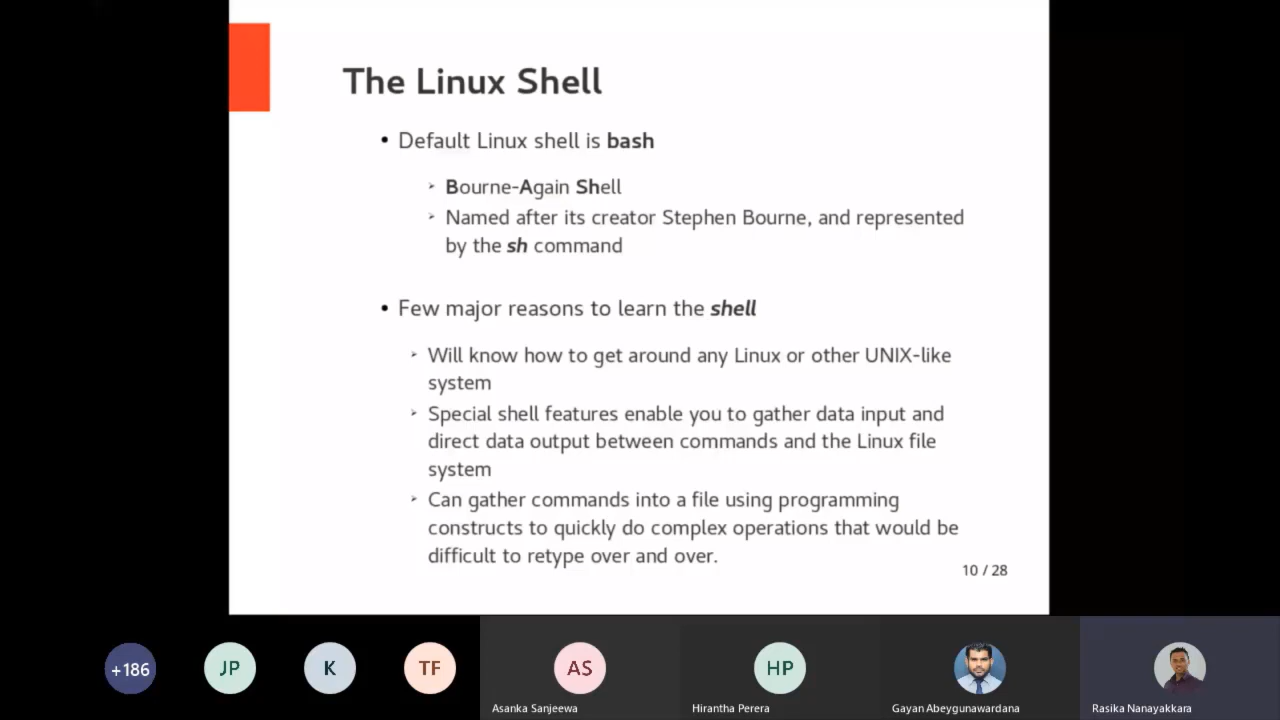 The Linux Shell
• Default Linux shell is bash
➢ Bourne-Again Shell
➢ Named after its creator Stephen Bourne, and represented
by the sh command
• Few major reasons to learn the shell
➢ Will know how to get around any Linux or other UNIX-like
system
➢ Special shell features enable you to gather data input and
direct data output between commands and the Linux file
system
➢ Can gather commands into a file using programming
constructs to quickly do complex operations that would be
difficult to retype over and over.
10 / 28
+186
JP
K
TF
AS
HP
Asanka Sanjeewa
Hirantha Perera
Gayan Abeygunawardana
Rasika Nanayakkara